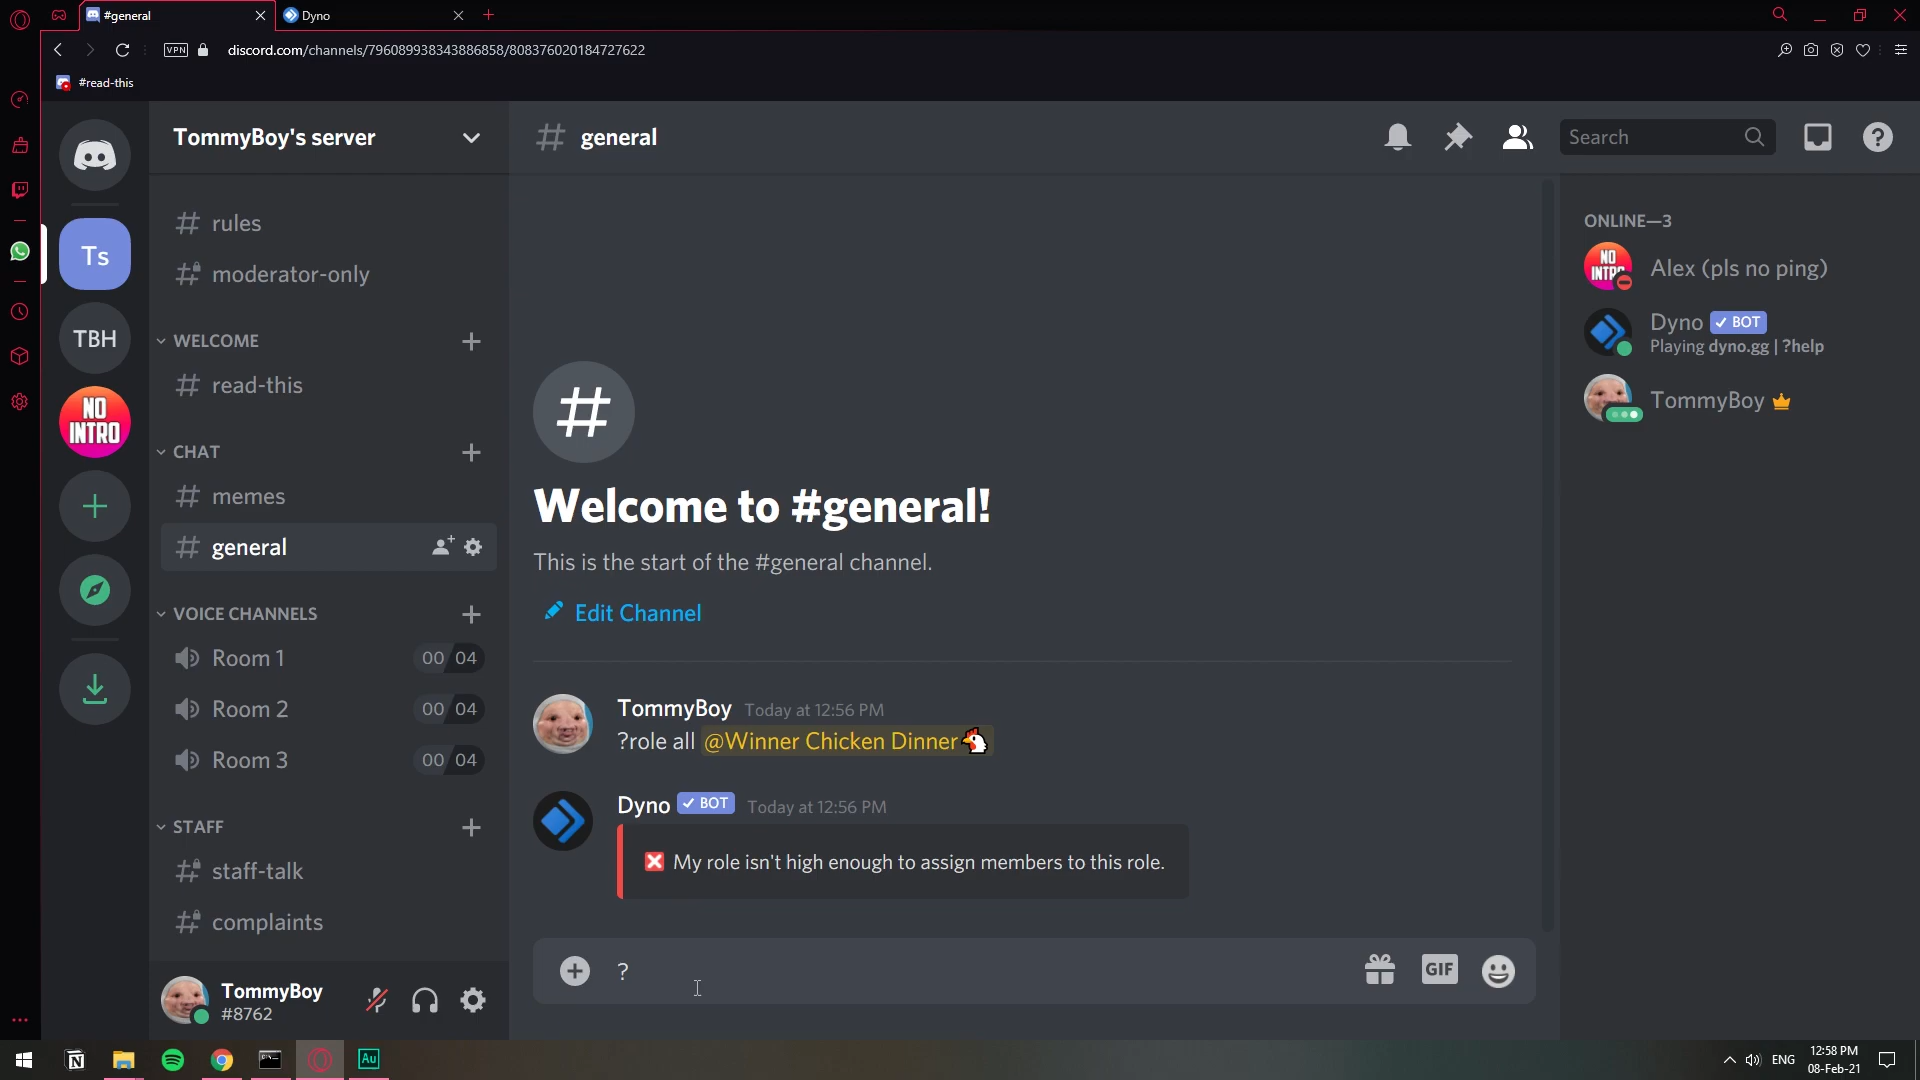 #general
Dyno
VPN
discord.com/channels/796089938343886858/808376020184727622
#read-this
TommyBoy's server
general
Search
Ts
TBH
NO
INTRO
rules
moderator-only
WELCOME
read-this
CHAT
memes
general
VOICE CHANNELS
Room 1 00 04
Room 2 00 04
Room 3 00 04
STAFF
staff-talk
complaints
TommyBoy
#8762
Welcome to #general!
This is the start of the #general channel.
Edit Channel
TommyBoy Today at 12:56 PM
?role all @Winner Chicken Dinner
Dyno BOT Today at 12:56 PM
My role isn't high enough to assign members to this role.
?
GIF
ONLINE—3
NO
INTRO
Alex (pls no ping)
Dyno BOT
Playing dyno.gg | ?help
TommyBoy
Au
ENG
12:58 PM
08-Feb-21